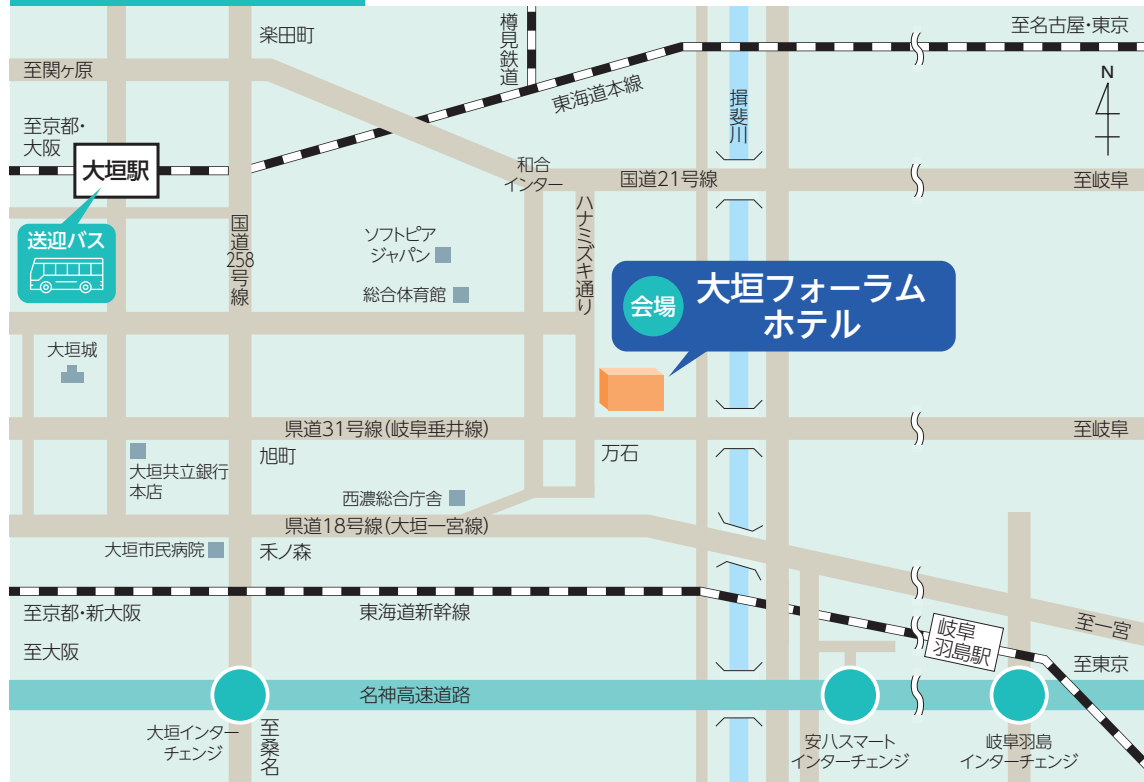 楽田町
樽見鉄道
至名古屋・東京
至関ヶ原
東海道本線
N
至京都・
大阪
揖斐川
大垣駅
和合
インター
国道21号線
至岐阜
送迎バス
国道258号線
ハナミズキ通り
ソフトピア
ジャパン
総合体育館
会場
大垣フォーラム
ホテル
大垣城
県道31号線(岐阜垂井線)
至岐阜
旭町
万石
大垣共立銀行
本店
西濃総合庁舎
県道18号線(大垣一宮線)
大垣市民病院
禾ノ森
至京都・新大阪
東海道新幹線
岐阜
羽島駅
至一宮
至大阪
至東京
名神高速道路
大垣インター
チェンジ
至桑名
安八スマート
インターチェンジ
岐阜羽島
インターチェンジ